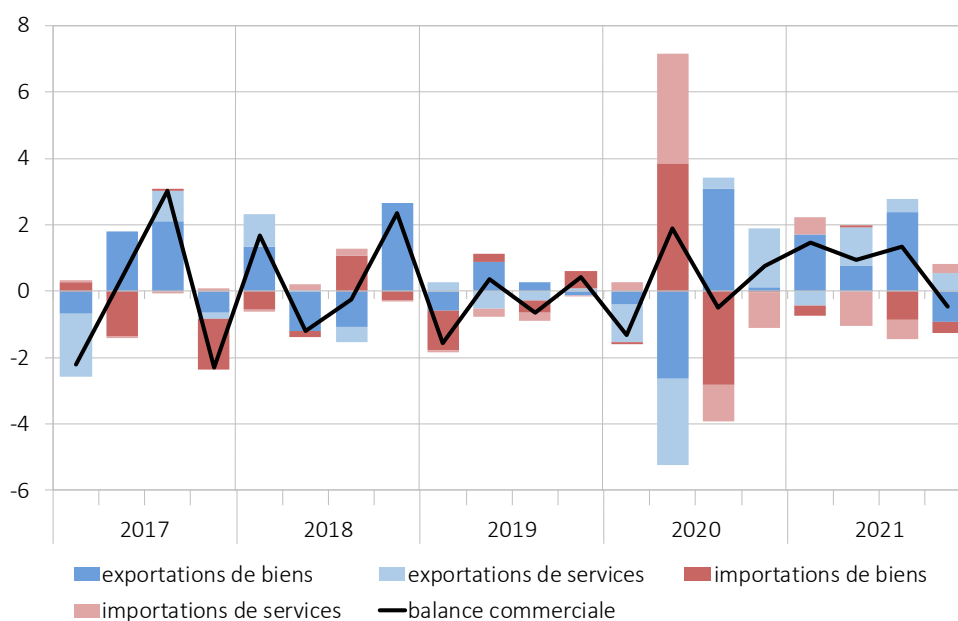 8
6
4
2
0
-2
-4
-6
2017 2018 2019 2020 2021
exportations de biens exportations de services importations de biens
importations de services balance commerciale